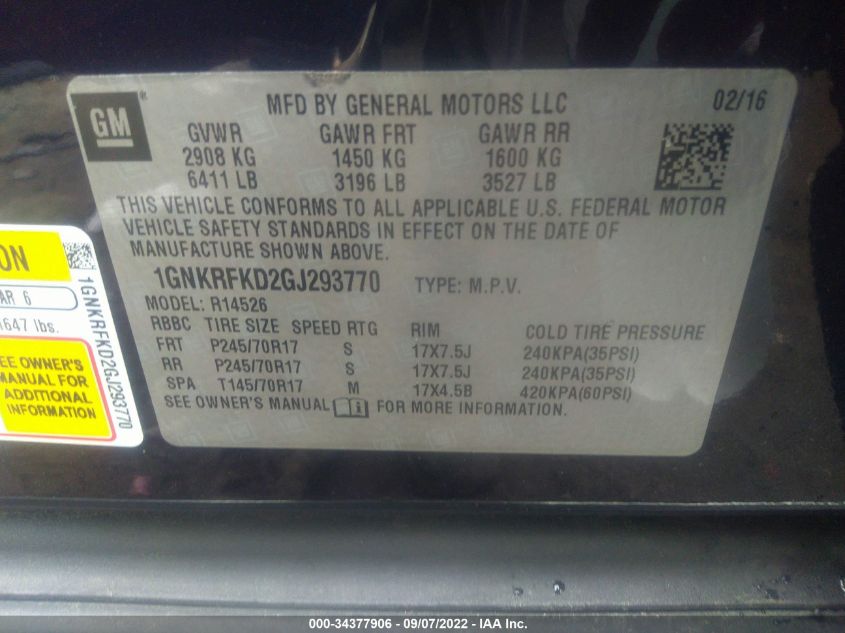 GM
MFD BY GENERAL MOTORS LLC 02/16
GVWR GAWR FRT GAWR RR
2908 KG 1450 KG 1600 KG
6411 LB 3196 LB 3527 LB
THIS VEHICLE CONFORMS TO ALL APPLICABLE U.S. FEDERAL MOTOR
VEHICLE SAFETY STANDARDS IN EFFECT ON THE DATE OF
MANUFACTURE SHOWN ABOVE.
1GNKRFKD2GJ293770 TYPE: M.P.V.
MODEL: R14526
RBBC TIRE SIZE SPEED RTG RIM COLD TIRE PRESSURE
FRT P245/70R17 S 17X7.5J 240KPA(35PSI)
RR P245/70R17 S 17X7.5J 240KPA(35PSI)
SPA T145/70R17 M 17X4.5B 420KPA(60PSI)
SEE OWNER'S MANUAL FOR MORE INFORMATION.
ON
AR 6
647 lbs.
SEE OWNER'S
MANUAL FOR
ADDITIONAL
INFORMATION
1GNKRFKD2GJ293770
000-34377906 - 09/07/2022 - IAA Inc.